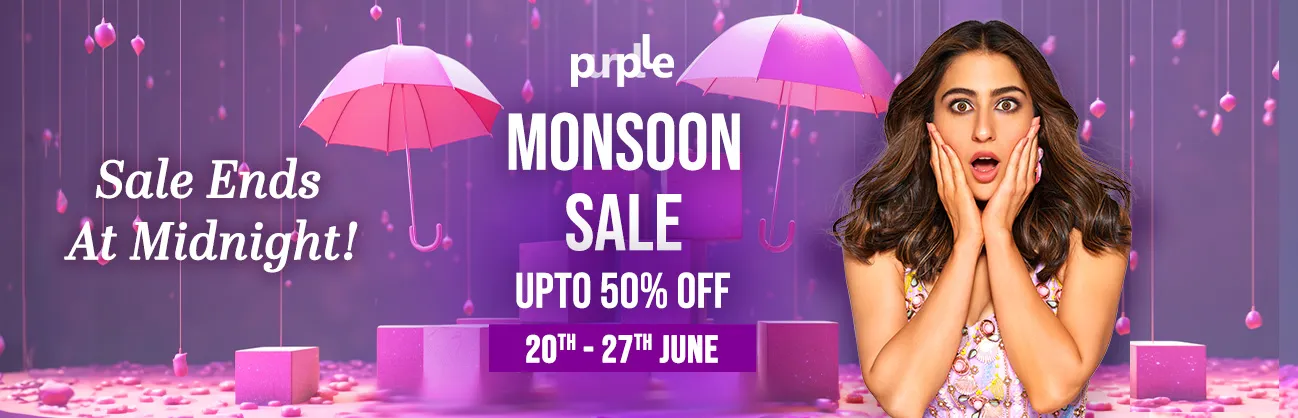 Sale Ends
At Midnight!
purplle
MONSOON
SALE
UPTO 50% OFF
20TH - 27TH JUNE